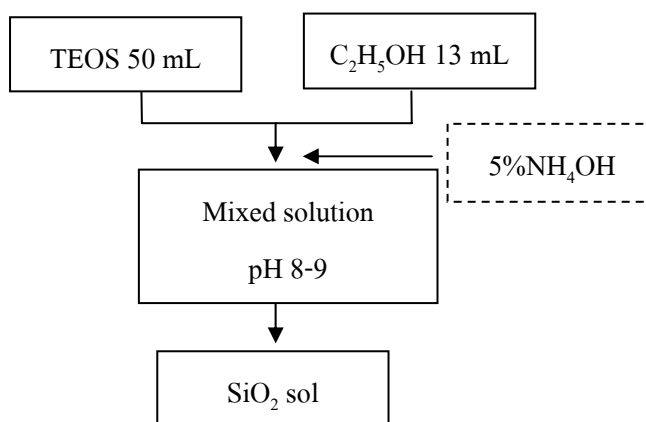 TEOS 50 mL
C₂H₅OH 13 mL
5%NH₄OH
Mixed solution
pH 8-9
SiO₂ sol